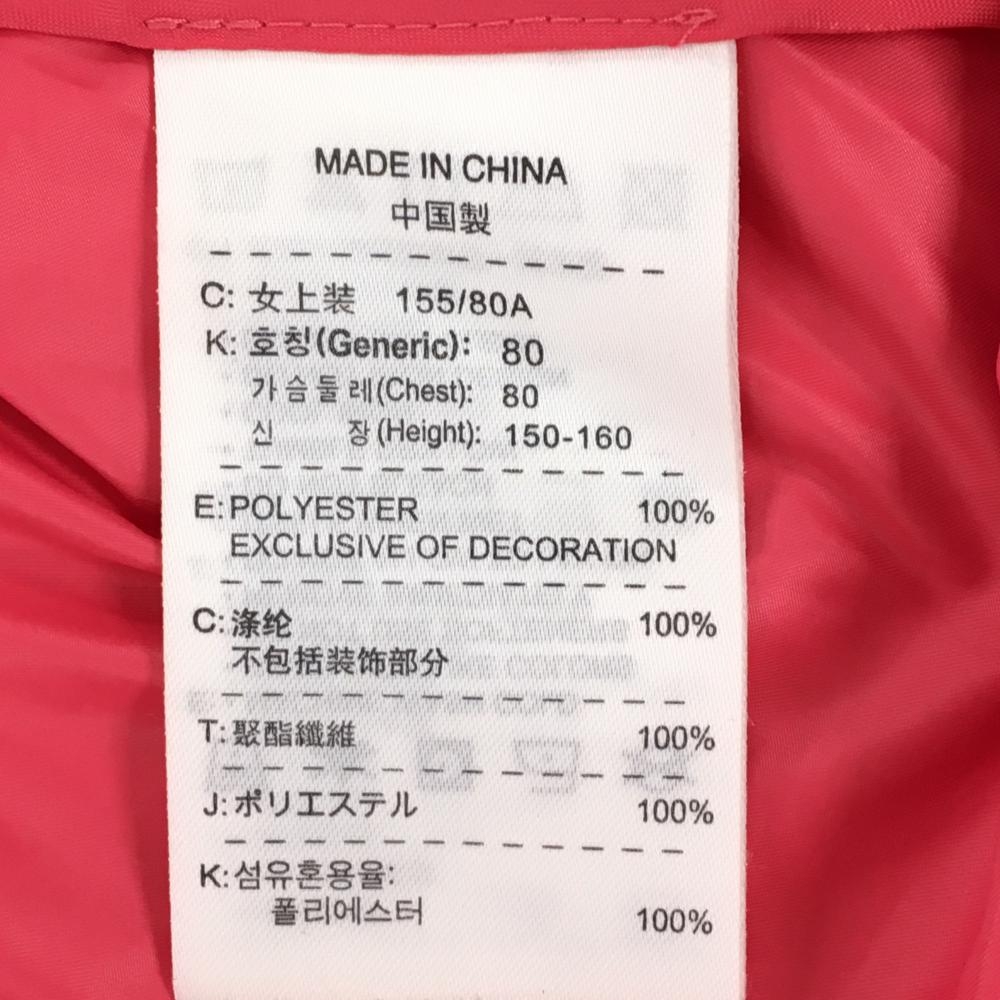 MADE IN CHINA
中国製
C: 女上装 155/80A
K: 호칭(Generic): 80
가슴둘레(Chest): 80
신 장(Height): 150-160
E:POLYESTER 100%
EXCLUSIVE OF DECORATION
C:涤纶 100%
不包括装饰部分
T:聚酯纖維 100%
J:ポリエステル 100%
K:섬유혼용율:
폴리에스터 100%